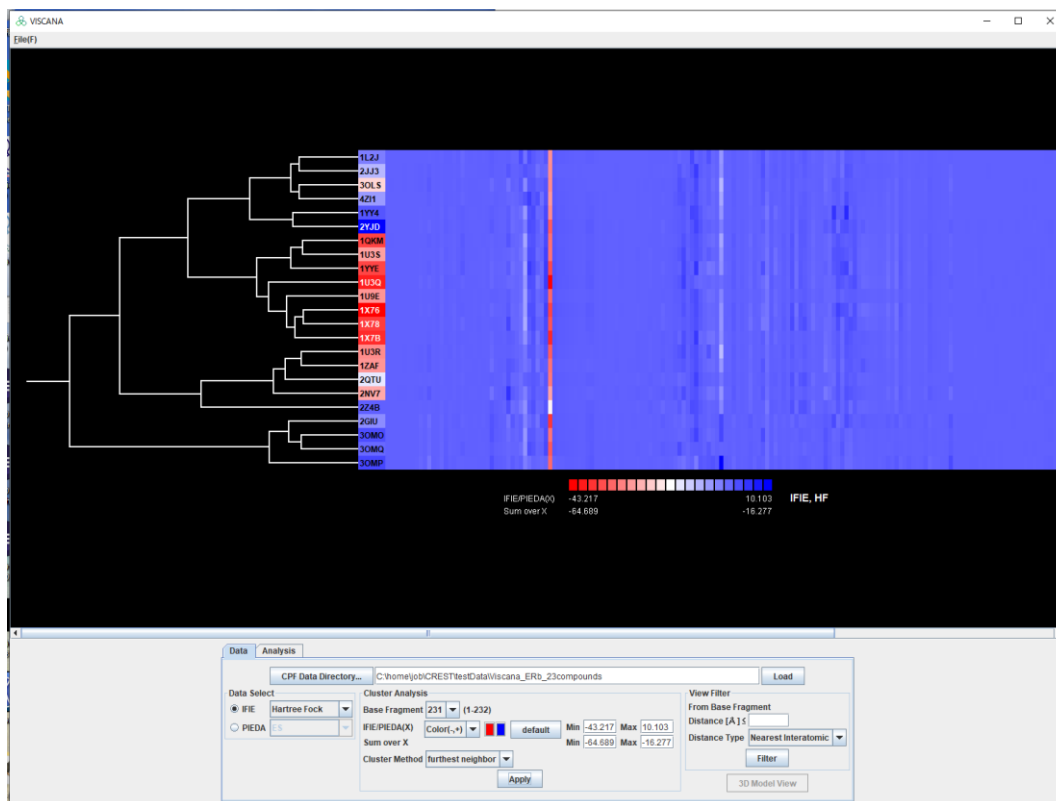 VISCANA
File(F)
1L2J
2JJ3
3OLS
4ZI1
1YY4
2YJD
1QKM
1U3S
1YYE
1U3Q
1U9E
1X76
1X78
1X7B
1U3R
1ZAF
2QTU
2NV7
2Z4B
2GIU
3OMO
3OMQ
3OMP
IFIE/PIEDA(X) -43.217 10.103 IFIE, HF
Sum over X -64.689 -16.277
Data Analysis
CPF Data Directory... C:\home\job\CREST\testData\Viscana_ERb_23compounds Load
Data Select
IFIE Hartree Fock
PIEDA ES
Cluster Analysis
Base Fragment 231 (1-232)
IFIE/PIEDA(X) Color(-,+) default Min -43.217 Max 10.103
Sum over X Min -64.689 Max -16.277
Cluster Method furthest neighbor
Apply
View Filter
From Base Fragment
Distance [Å] ≤
Distance Type Nearest Interatomic
Filter
3D Model View